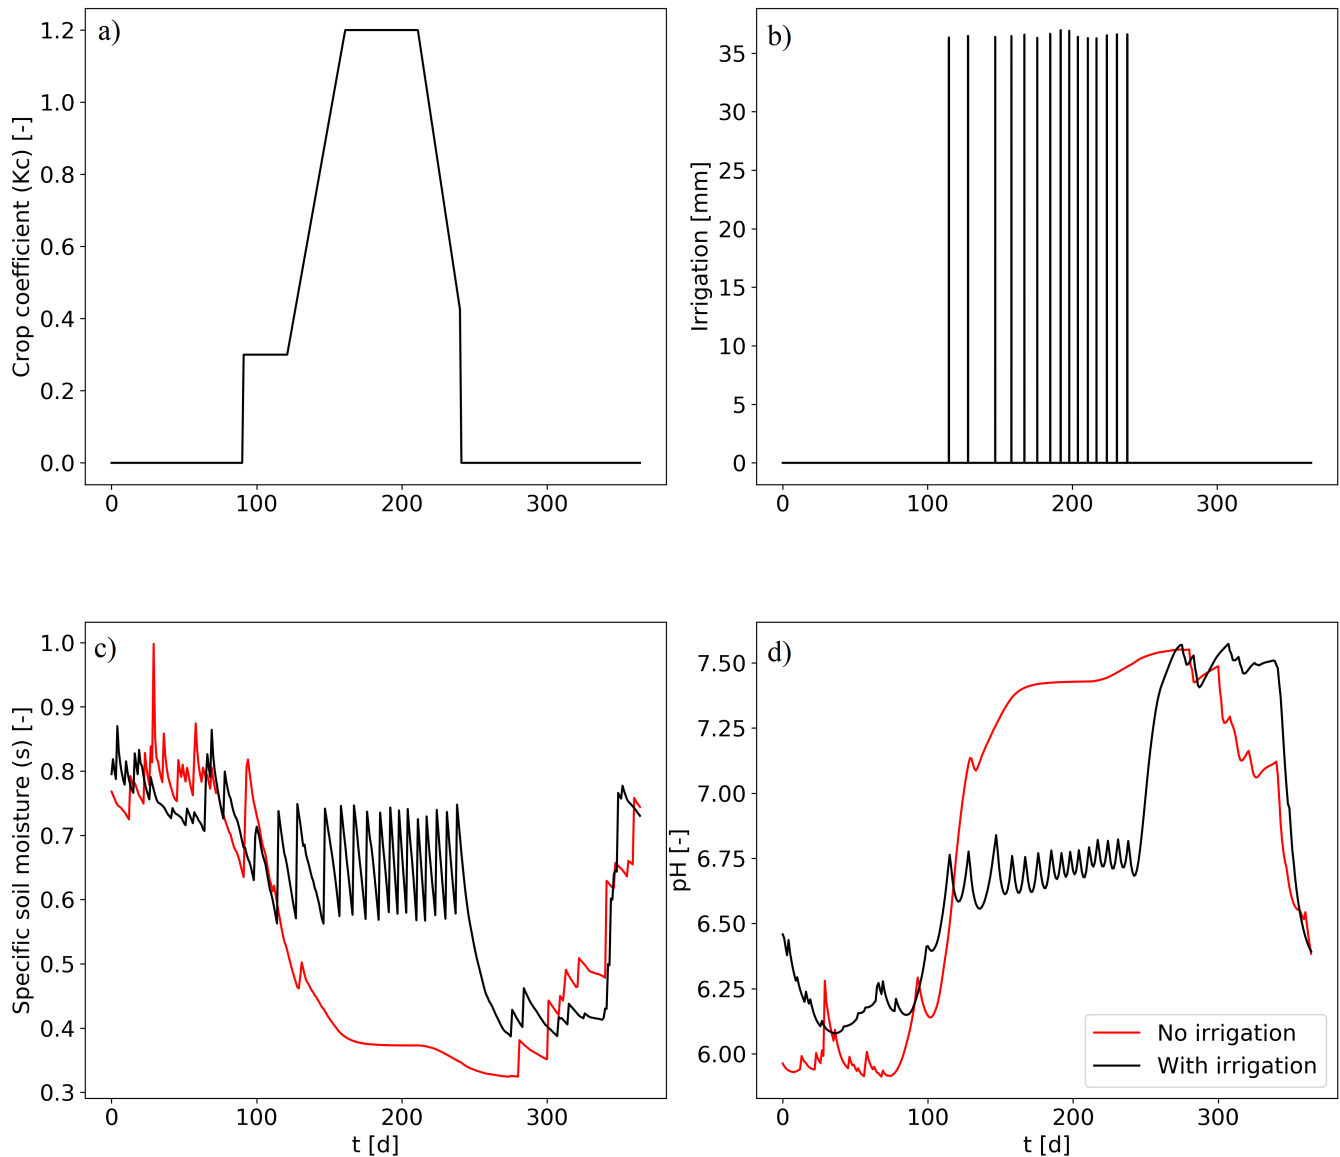 a)
Crop coefficient (Kc) [-]
1.2
1.0
0.8
0.6
0.4
0.2
0.0
0 100 200 300
b)
Irrigation [mm]
35
30
25
20
15
10
5
0
0 100 200 300
c)
Specific soil moisture (s) [-]
1.0
0.9
0.8
0.7
0.6
0.5
0.4
0.3
0 100 200 300
t [d]
d)
pH [-]
7.50
7.25
7.00
6.75
6.50
6.25
6.00
No irrigation
With irrigation
0 100 200 300
t [d]